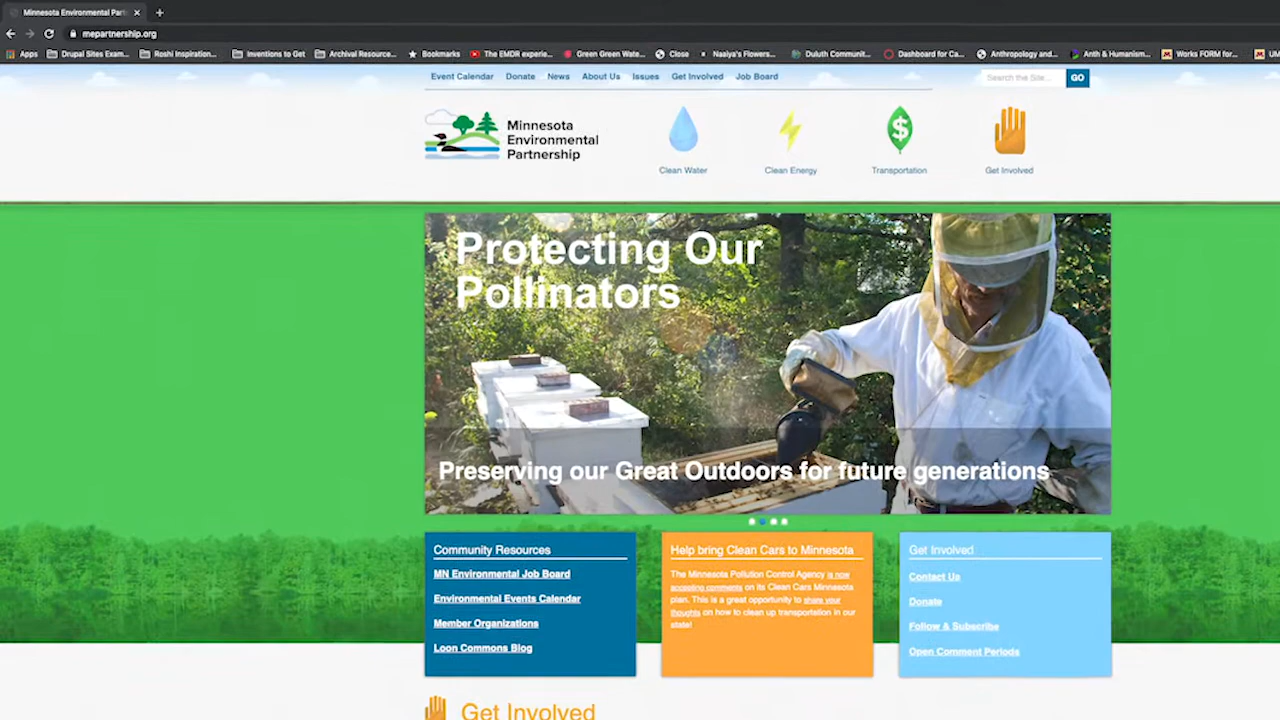 Minnesota Environmental Part
mepartnership.org
Apps
Drupal Sites Exam...
Roshi Inspiration...
Inventions to Get
Archival Resource...
Bookmarks
The EMDR experie...
Green Green Wate...
Close
Naaiya's Flowers...
Duluth Communit...
Dashboard for Ca...
Anthropology and...
Anth & Humanism...
Works FORM for...
UM
Event Calendar
Donate
News
About Us
Issues
Get Involved
Job Board
Search the Site...
GO
Minnesota
Environmental
Partnership
Clean Water
Clean Energy
Transportation
Get Involved
Protecting Our
Pollinators
Preserving our Great Outdoors for future generations
Community Resources
MN Environmental Job Board
Environmental Events Calendar
Member Organizations
Loon Commons Blog
Help bring Clean Cars to Minnesota
The Minnesota Pollution Control Agency is now
accepting comments on its Clean Cars Minnesota
plan. This is a great opportunity to share your
thoughts on how to clean up transportation in our
state!
Get Involved
Contact Us
Donate
Follow & Subscribe
Open Comment Periods
Get Involved